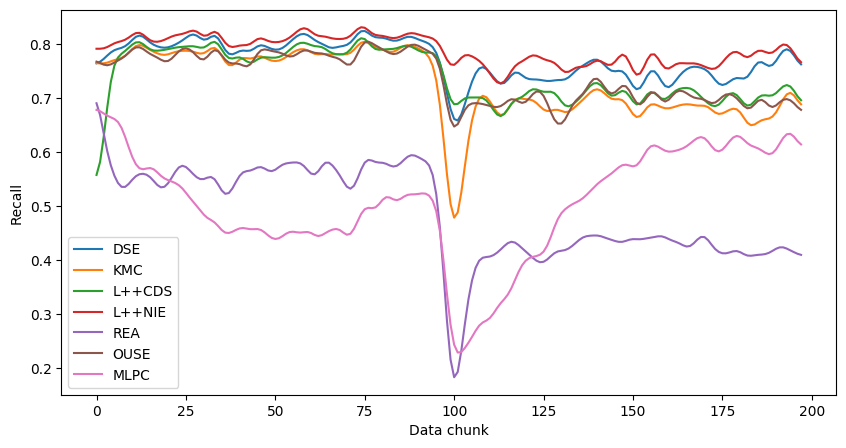 0.8
0.7
0.6
0.5
0.4
0.3
0.2
Recall
DSE
KMC
L++CDS
L++NIE
REA
OUSE
MLPC
0 25 50 75 100 125 150 175 200
Data chunk